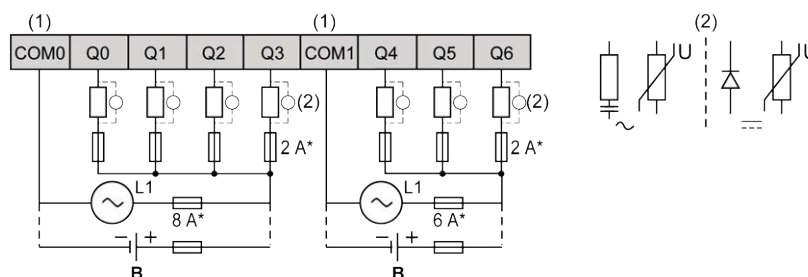 (1) (1) (2)
COM0 Q0 Q1 Q2 Q3 COM1 Q4 Q5 Q6
U U
(2) (2)
2 A* 2 A*
L1 L1
8 A* 6 A*
− + − +
B B